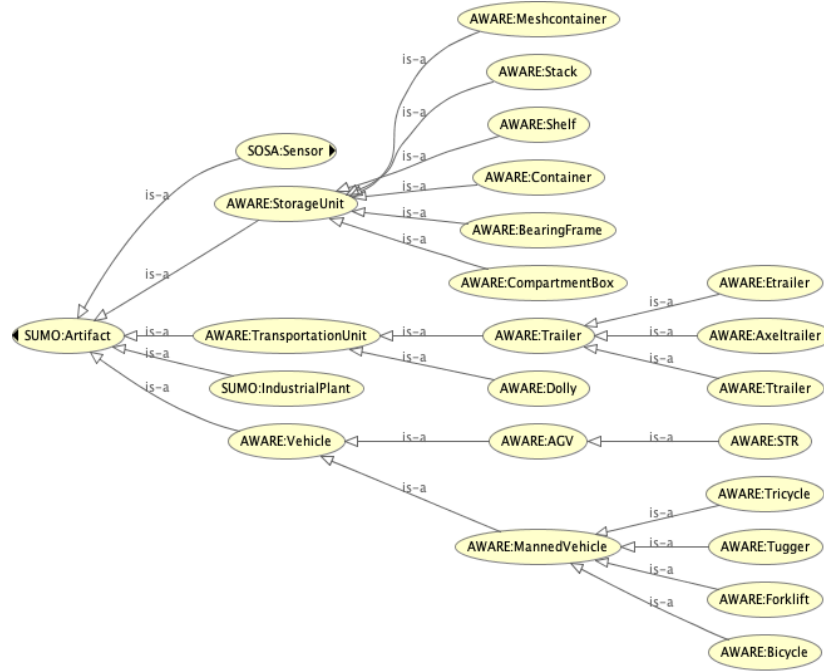 AWARE:Meshcontainer
is-a
AWARE:Stack
is-a
AWARE:Shelf
SOSA:Sensor
is-a
AWARE:Container
is-a
is-a
AWARE:StorageUnit
is-a
AWARE:BearingFrame
is-a
is-a
AWARE:CompartmentBox
AWARE:Etrailer
is-a
SUMO:Artifact
is-a
AWARE:TransportationUnit
is-a
AWARE:Trailer
is-a
AWARE:Axeltrailer
is-a
is-a
SUMO:IndustrialPlant
AWARE:Dolly
is-a
AWARE:Ttrailer
is-a
AWARE:Vehicle
is-a
AWARE:AGV
is-a
AWARE:STR
is-a
AWARE:Tricycle
is-a
AWARE:MannedVehicle
is-a
AWARE:Tugger
is-a
AWARE:Forklift
is-a
AWARE:Bicycle